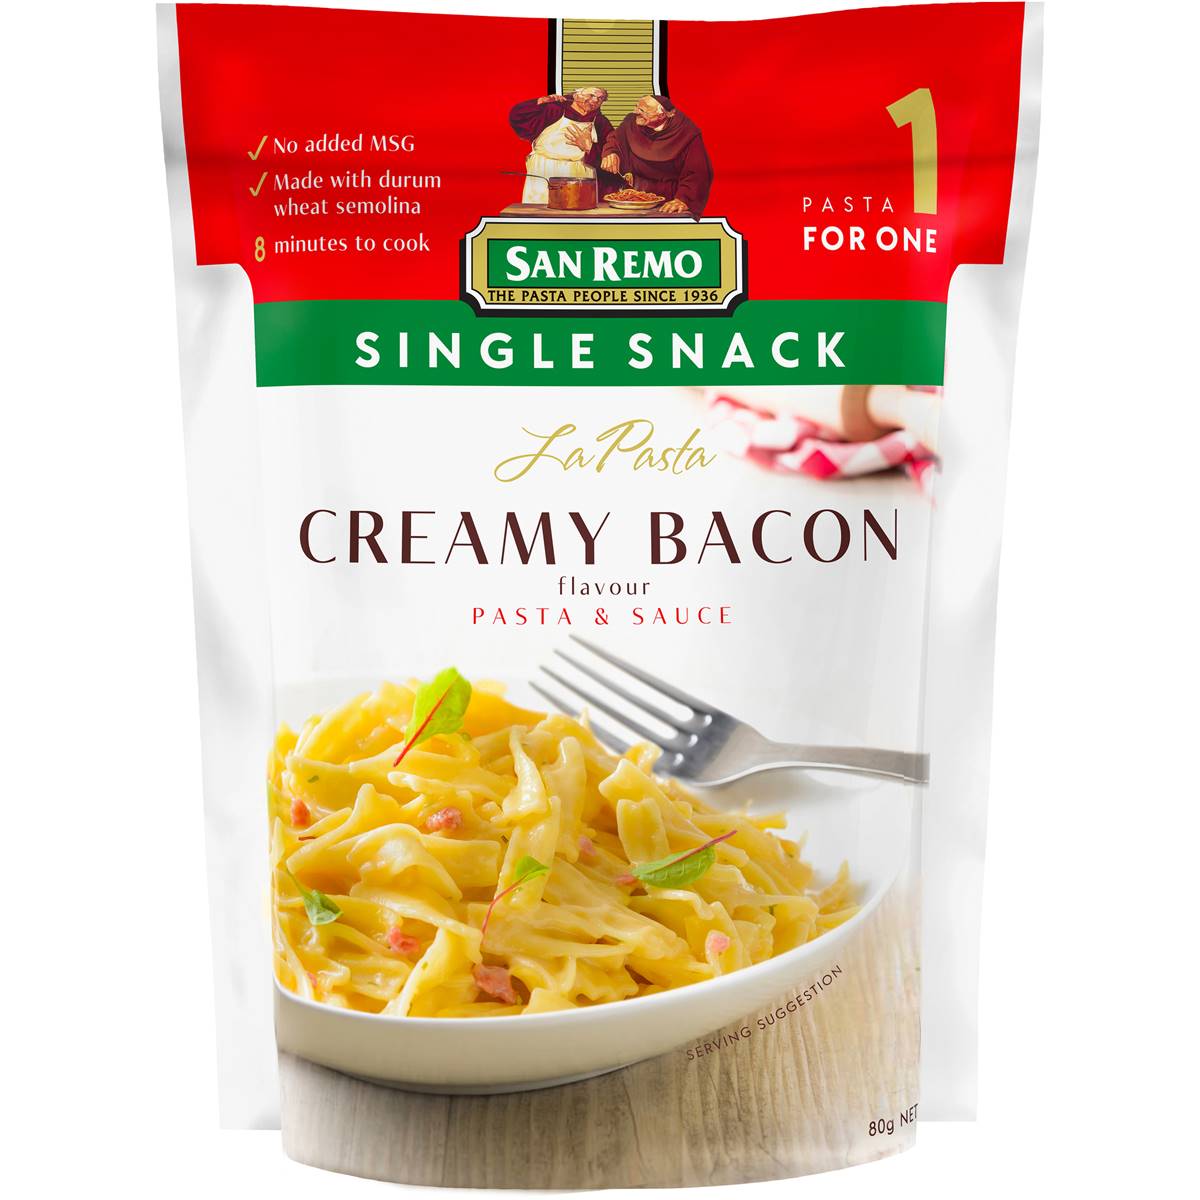 ✓ No added MSG
✓ Made with durum
wheat semolina
8 minutes to cook
1
PASTA
FOR ONE
SAN REMO
THE PASTA PEOPLE SINCE 1936
SINGLE SNACK
La Pasta
CREAMY BACON
flavour
PASTA & SAUCE
SERVING SUGGESTION
80g NET